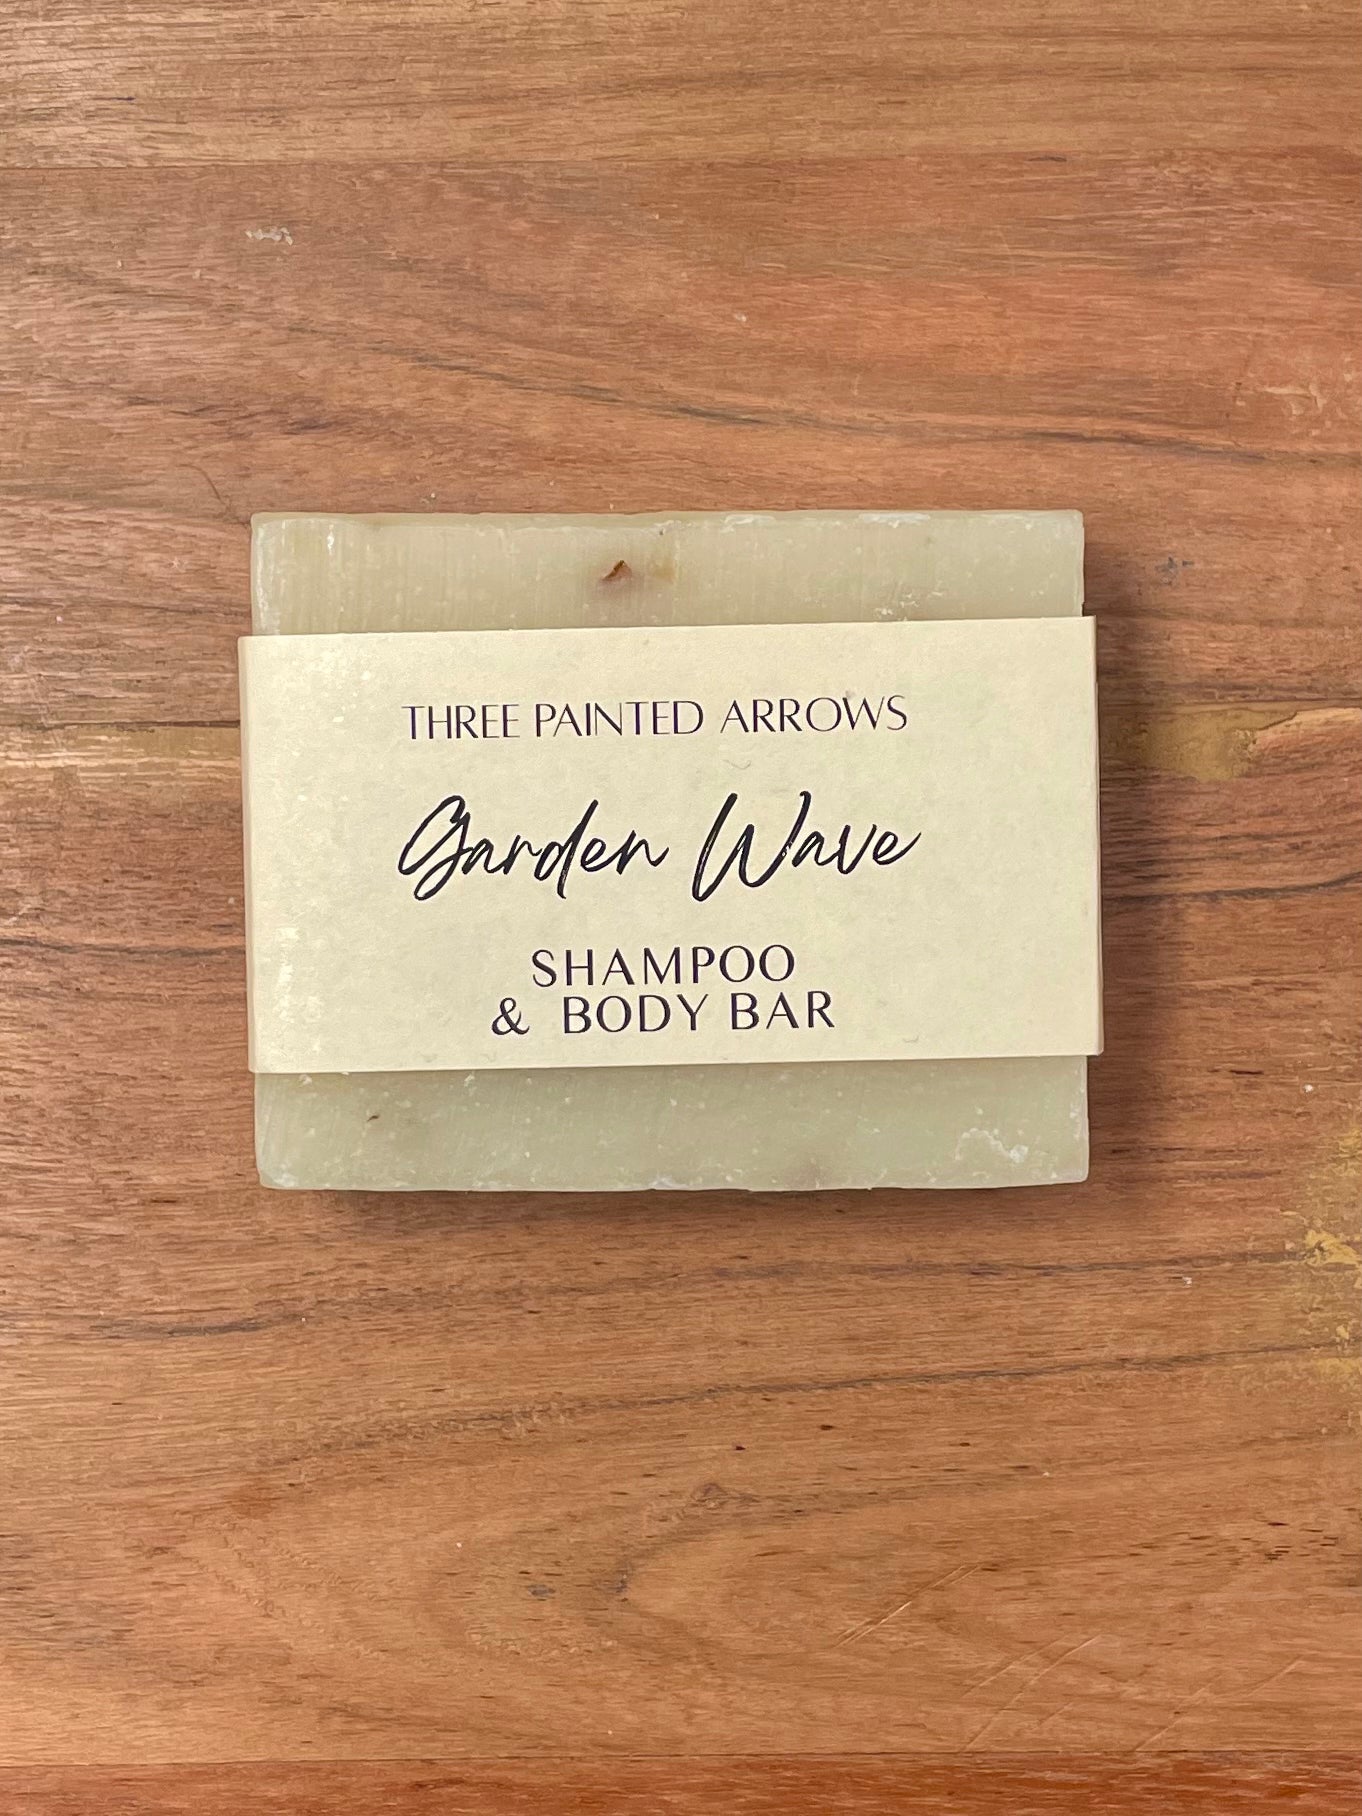 THREE PAINTED ARROWS
Garden Wave
SHAMPOO
& BODY BAR